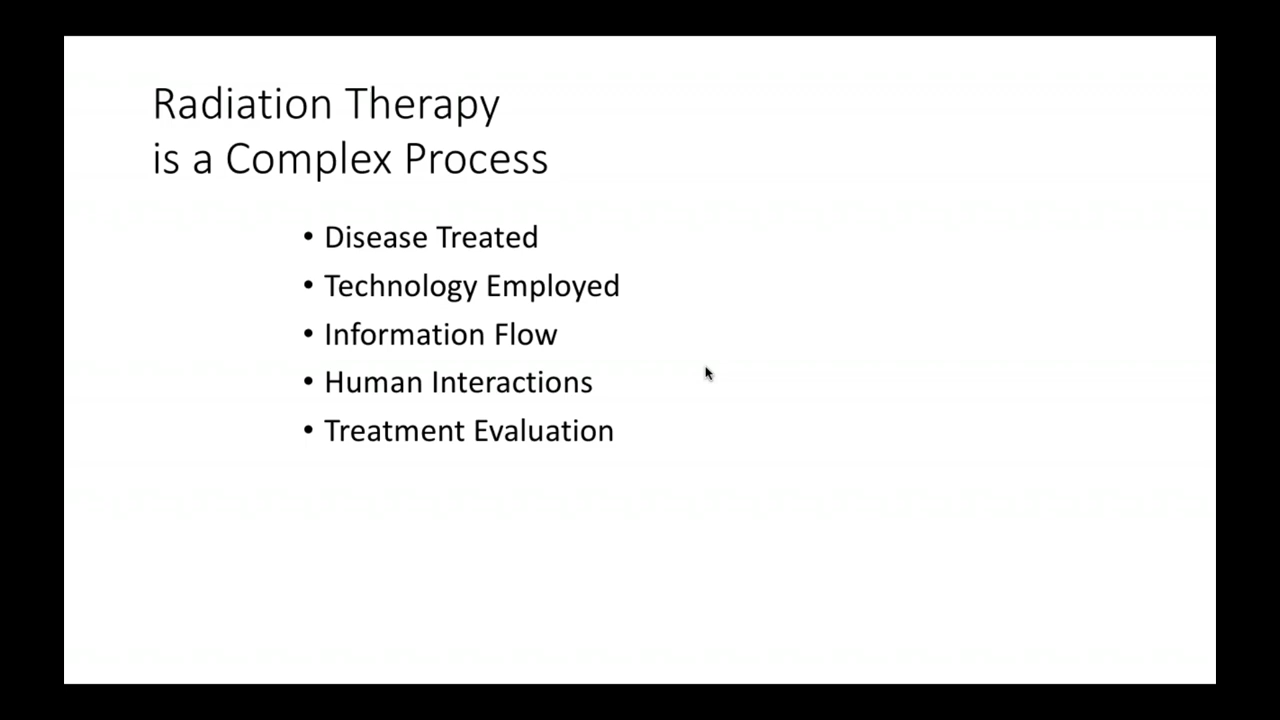 Radiation Therapy
is a Complex Process
• Disease Treated
• Technology Employed
• Information Flow
• Human Interactions
• Treatment Evaluation